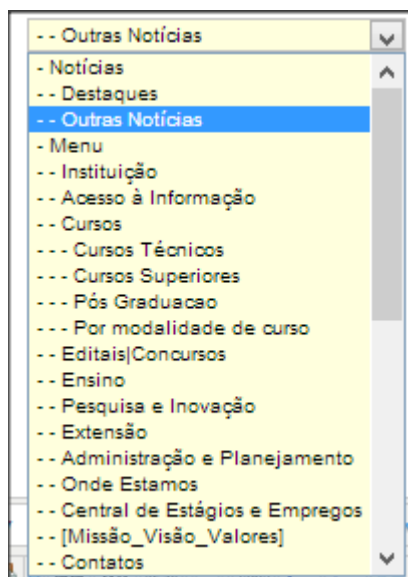 - - Outras Notícias
- Notícias
- - Destaques
- - Outras Notícias
- Menu
- - Instituição
- - Acesso à Informação
- - Cursos
- - - Cursos Técnicos
- - - Cursos Superiores
- - - Pós Graduacao
- - - Por modalidade de curso
- - Editais|Concursos
- - Ensino
- - Pesquisa e Inovação
- - Extensão
- - Administração e Planejamento
- - Onde Estamos
- - Central de Estágios e Empregos
- - [Missão_Visão_Valores]
- - Contatos